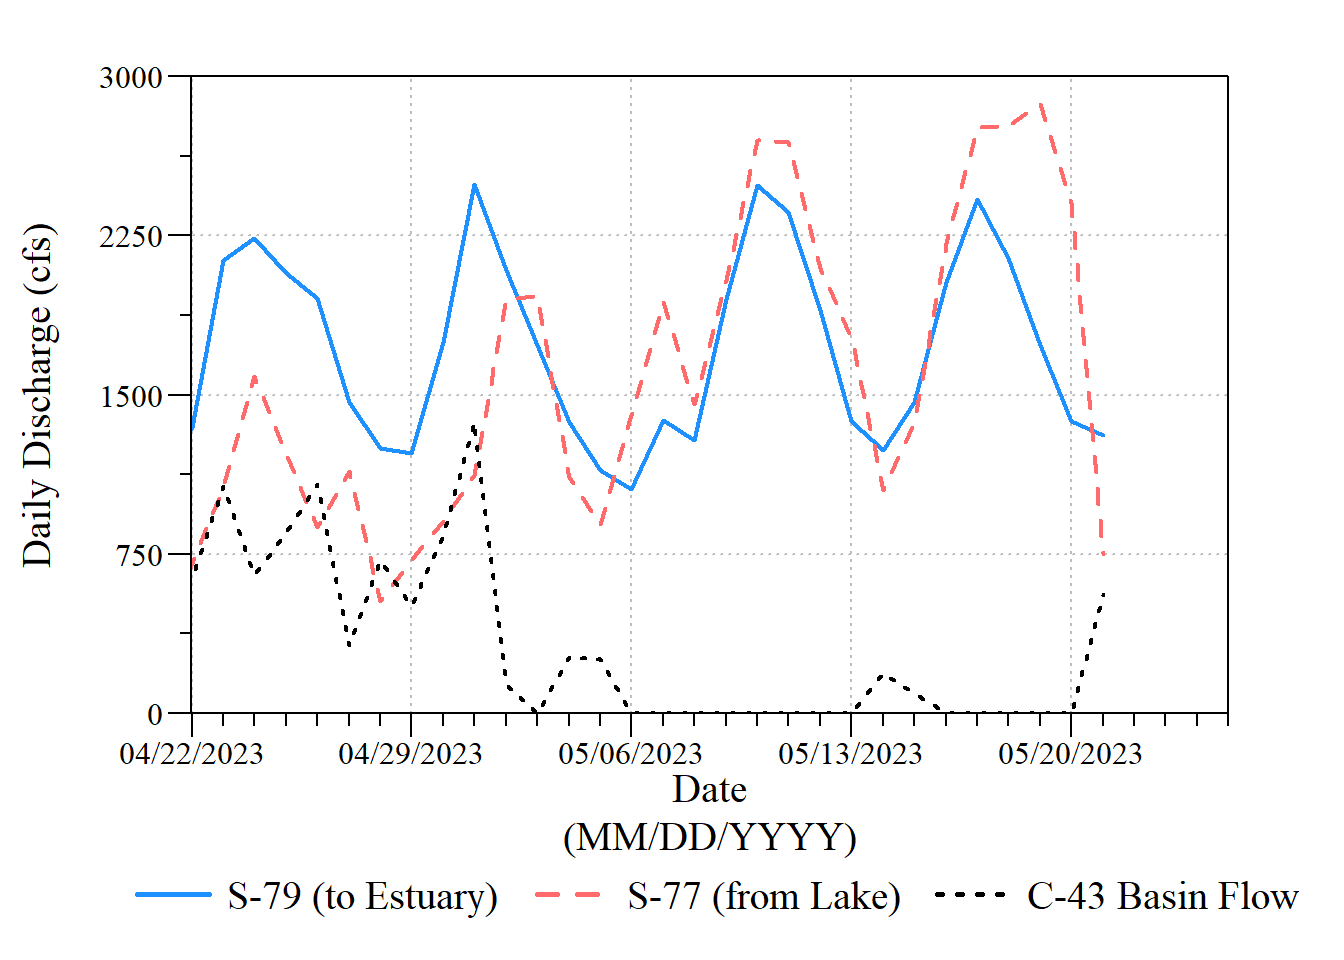 3000
2250
1500
750
0
Daily Discharge (cfs)
04/22/2023 04/29/2023 05/06/2023 05/13/2023 05/20/2023
Date
(MM/DD/YYYY)
S-79 (to Estuary) S-77 (from Lake) C-43 Basin Flow